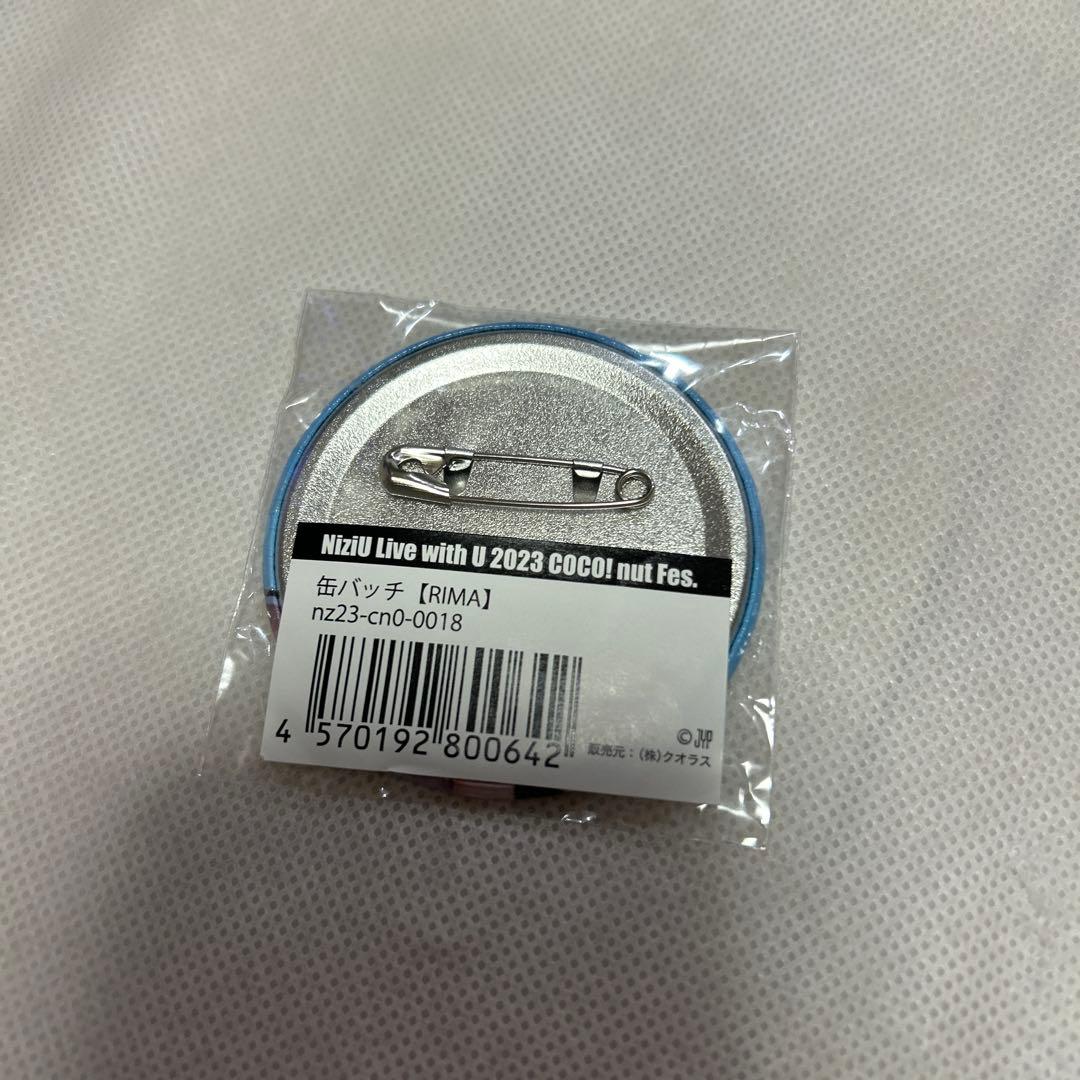 NiziU Live with U 2023 COCO! nut Fes.
缶バッチ【RIMA】
nz23-cn0-0018
4 570192 800642
© JYP
販売元：(株)クオラス